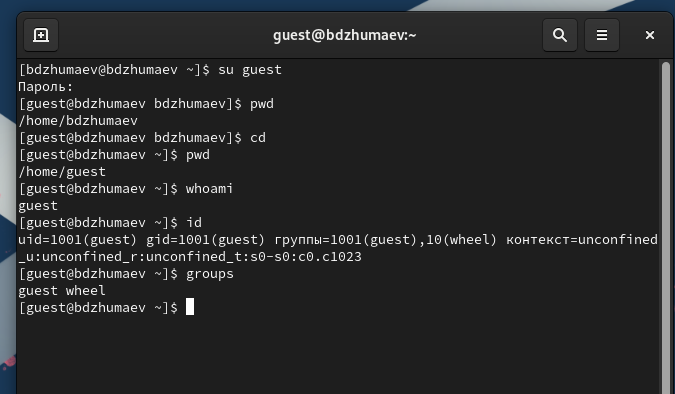 guest@bdzhumaev:~
[bdzhumaev@bdzhumaev ~]$ su guest
Пароль:
[guest@bdzhumaev bdzhumaev]$ pwd
/home/bdzhumaev
[guest@bdzhumaev bdzhumaev]$ cd
[guest@bdzhumaev ~]$ pwd
/home/guest
[guest@bdzhumaev ~]$ whoami
guest
[guest@bdzhumaev ~]$ id
uid=1001(guest) gid=1001(guest) группы=1001(guest),10(wheel) контекст=unconfined
_u:unconfined_r:unconfined_t:s0-s0:c0.c1023
[guest@bdzhumaev ~]$ groups
guest wheel
[guest@bdzhumaev ~]$